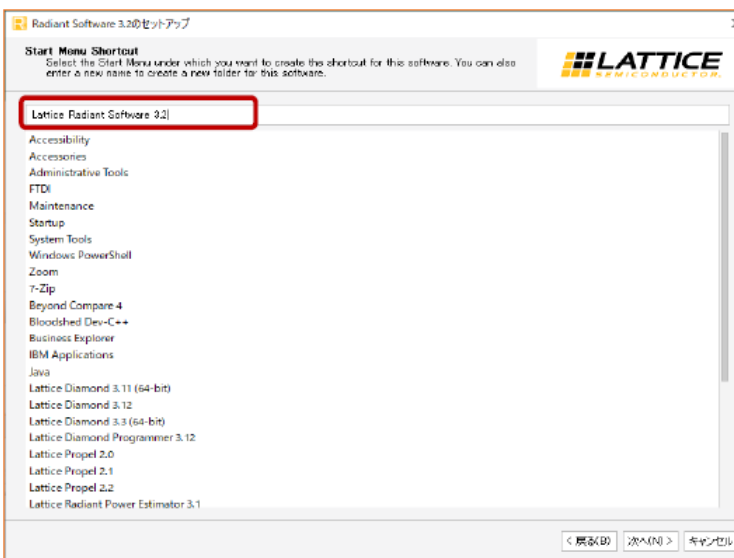 Radiant Software 3.2のセットアップ
Start Menu Shortcut
Select the Start Menu under which you want to create the shortcut for this software. You can also
enter a new name to create a new folder for this software.
LATTICE
SEMICONDUCTOR.
Lattice Radiant Software 3.2
Accessibility
Accessories
Administrative Tools
FTDI
Maintenance
Startup
System Tools
Windows PowerShell
Zoom
7-Zip
Beyond Compare 4
Bloodshed Dev-C++
Business Explorer
IBM Applications
Java
Lattice Diamond 3.11 (64-bit)
Lattice Diamond 3.12
Lattice Diamond 3.3 (64-bit)
Lattice Diamond Programmer 3.12
Lattice Propel 2.0
Lattice Propel 2.1
Lattice Propel 2.2
Lattice Radiant Power Estimator 3.1
< 戻る(B) 次へ(N) > キャンセル